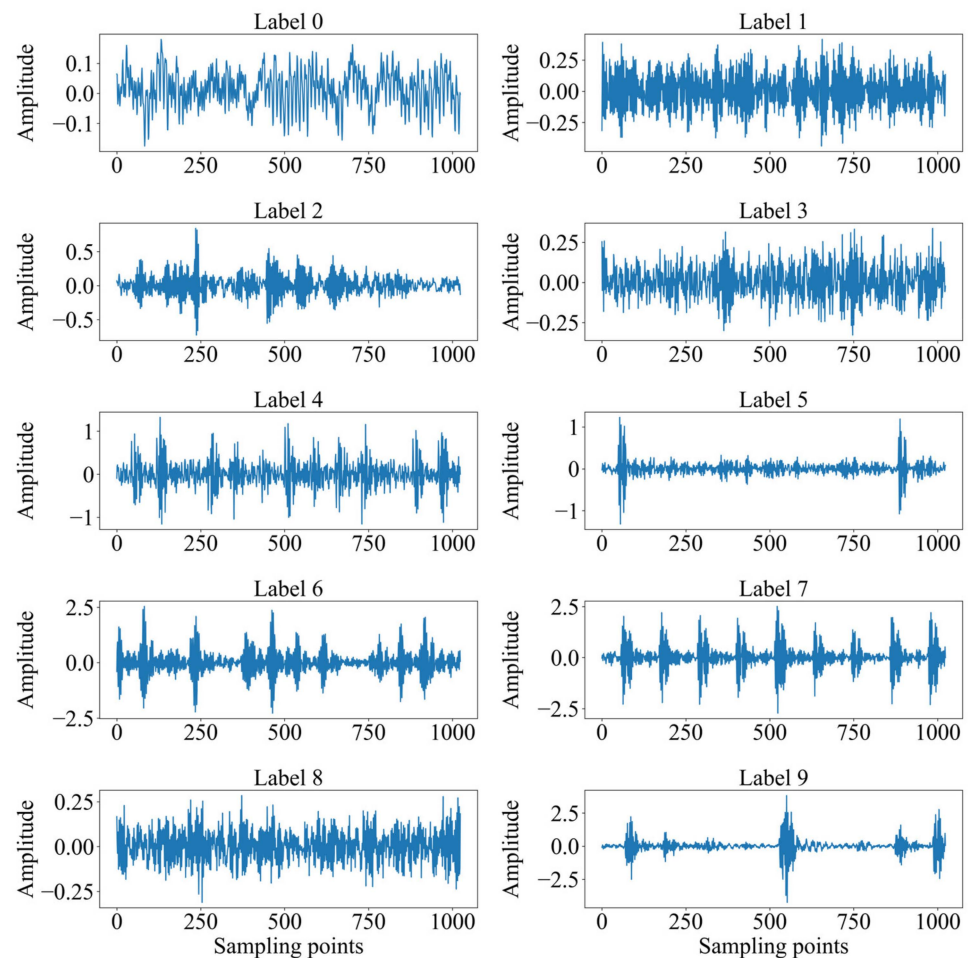 Label 0
Amplitude
0.1
0.0
−0.1
0 250 500 750 1000
Label 1
Amplitude
0.25
0.00
−0.25
0 250 500 750 1000
Label 2
Amplitude
0.5
0.0
−0.5
0 250 500 750 1000
Label 3
Amplitude
0.25
0.00
−0.25
0 250 500 750 1000
Label 4
Amplitude
1
0
−1
0 250 500 750 1000
Label 5
Amplitude
1
0
−1
0 250 500 750 1000
Label 6
Amplitude
2.5
0.0
−2.5
0 250 500 750 1000
Label 7
Amplitude
2.5
0.0
−2.5
0 250 500 750 1000
Label 8
Amplitude
0.25
0.00
−0.25
0 250 500 750 1000
Sampling points
Label 9
Amplitude
2.5
0.0
−2.5
0 250 500 750 1000
Sampling points